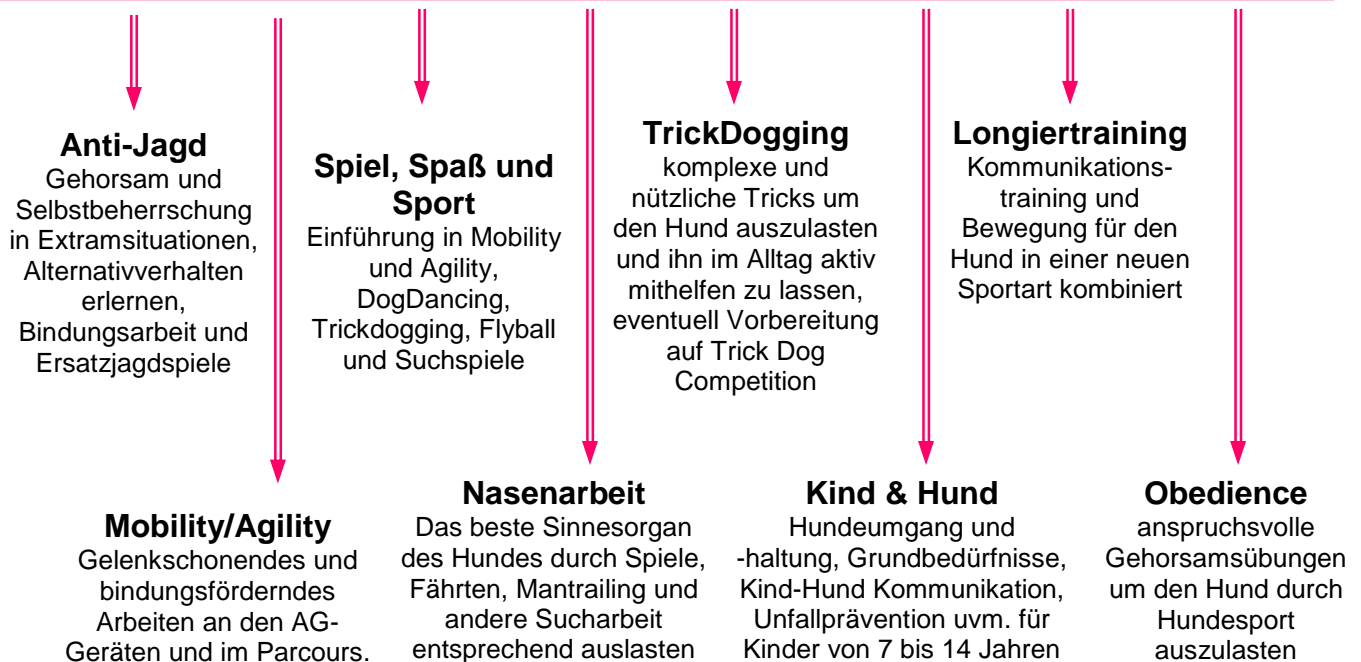 Anti-Jagd
Gehorsam und
Selbstbeherrschung
in Extramsituationen,
Alternativverhalten
erlernen,
Bindungsarbeit und
Ersatzjagdspiele
Spiel, Spaß und
Sport
Einführung in Mobility
und Agility,
DogDancing,
Trickdogging, Flyball
und Suchspiele
TrickDogging
komplexe und
nützliche Tricks um
den Hund auszulasten
und ihn im Alltag aktiv
mithelfen zu lassen,
eventuell Vorbereitung
auf Trick Dog
Competition
Longiertraining
Kommunikations-
training und
Bewegung für den
Hund in einer neuen
Sportart kombiniert
Mobility/Agility
Gelenkschonendes und
bindungsförderndes
Arbeiten an den AG-
Geräten und im Parcours.
Nasenarbeit
Das beste Sinnesorgan
des Hundes durch Spiele,
Fährten, Mantrailing und
andere Sucharbeit
entsprechend auslasten
Kind & Hund
Hundeumgang und
-haltung, Grundbedürfnisse,
Kind-Hund Kommunikation,
Unfallprävention uvm. für
Kinder von 7 bis 14 Jahren
Obedience
anspruchsvolle
Gehorsamsübungen
um den Hund durch
Hundesport
auszulasten